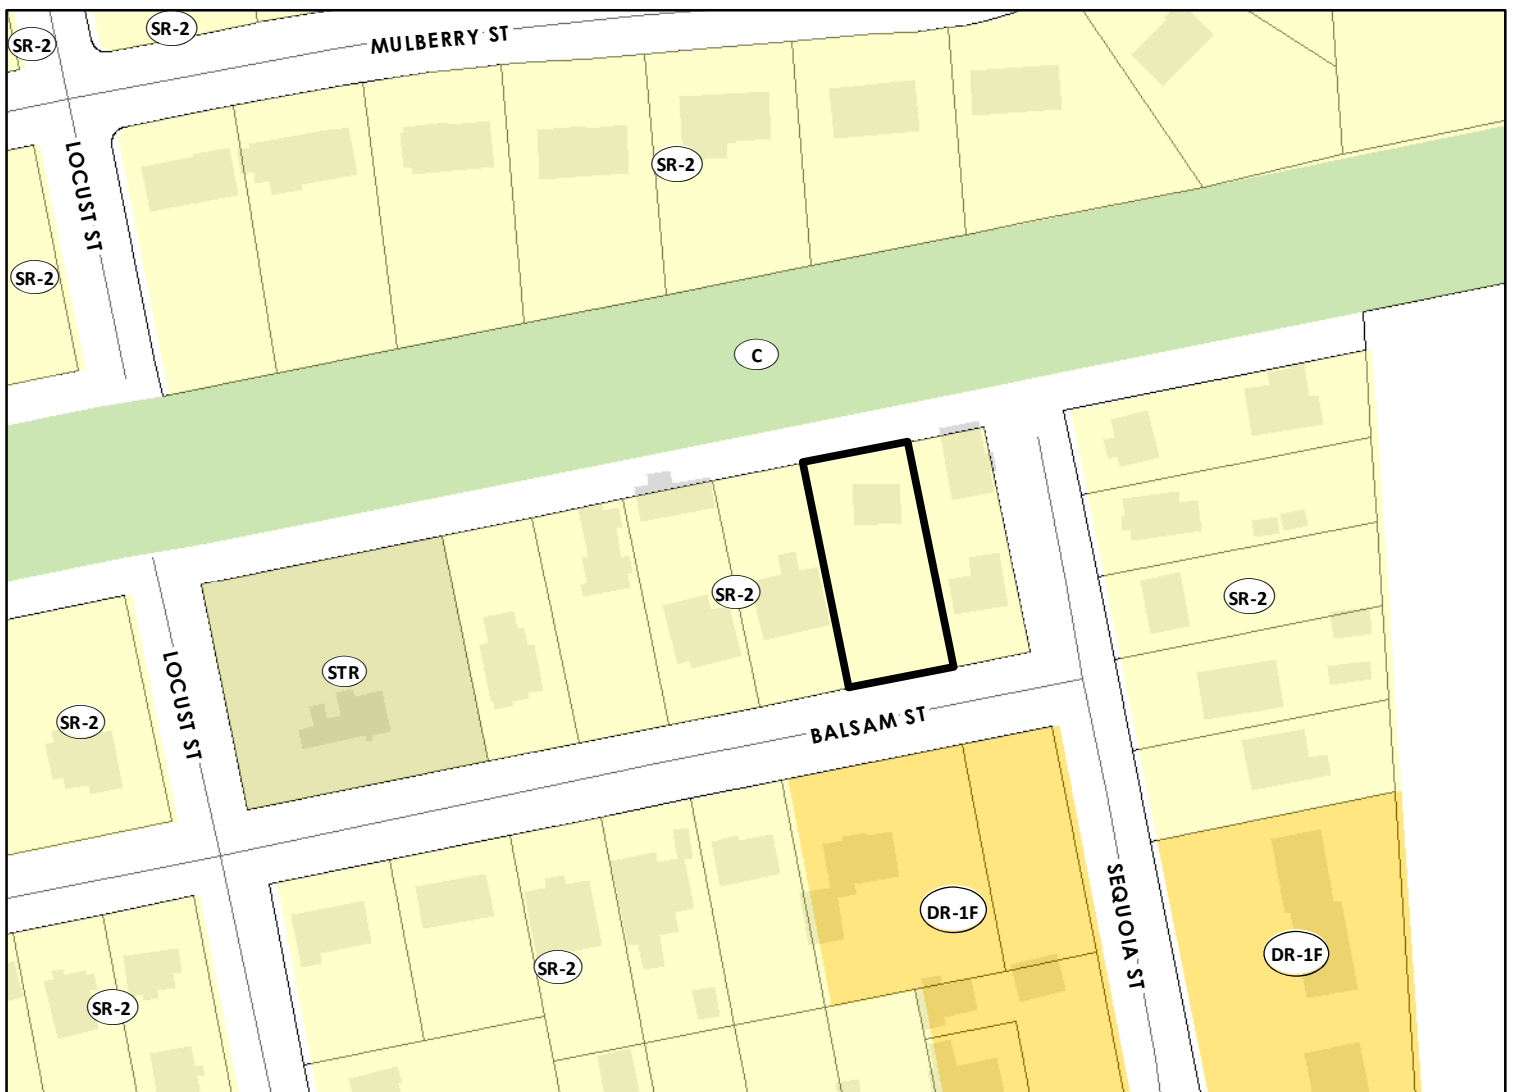 SR-2
SR-2
MULBERRY ST
LOCUST ST
SR-2
SR-2
C
SR-2
SR-2
STR
LOCUST ST
SR-2
BALSAM ST
SEQUOIA ST
DR-1F
DR-1F
SR-2
SR-2